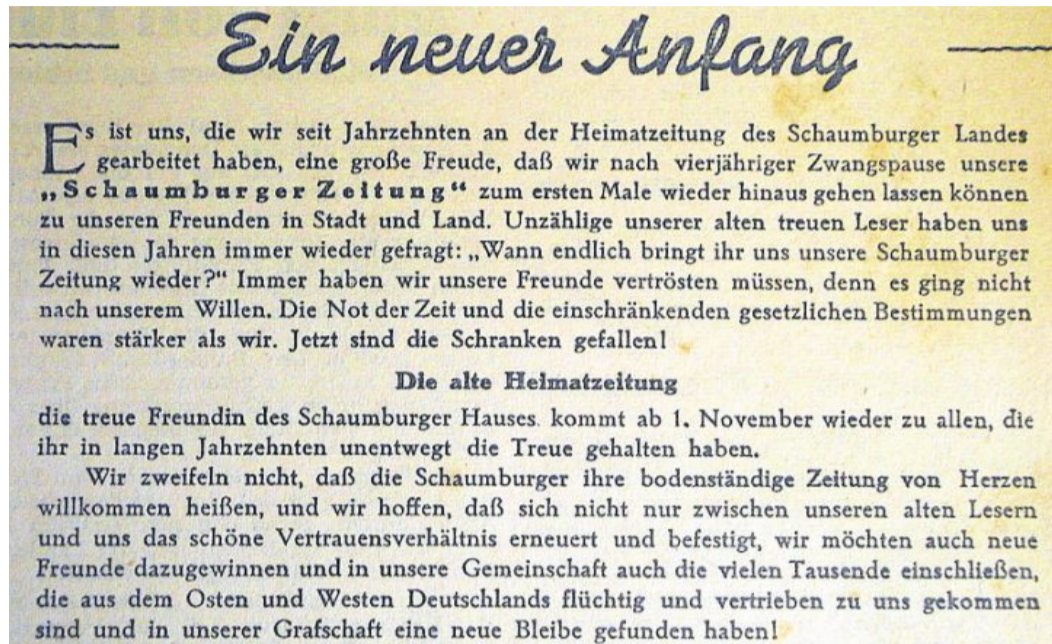 Ein neuer Anfang
Es ist uns, die wir seit Jahrzehnten an der Heimatzeitung des Schaumburger Landes
gearbeitet haben, eine große Freude, daß wir nach vierjähriger Zwangspause unsere
„Schaumburger Zeitung“ zum ersten Male wieder hinaus gehen lassen können
zu unseren Freunden in Stadt und Land. Unzählige unserer alten treuen Leser haben uns
in diesen Jahren immer wieder gefragt: „Wann endlich bringt ihr uns unsere Schaumburger
Zeitung wieder?“ Immer haben wir unsere Freunde vertrösten müssen, denn es ging nicht
nach unserem Willen. Die Not der Zeit und die einschränkenden gesetzlichen Bestimmungen
waren stärker als wir. Jetzt sind die Schranken gefallen!
Die alte Heimatzeitung
die treue Freundin des Schaumburger Hauses. kommt ab 1. November wieder zu allen, die
ihr in langen Jahrzehnten unentwegt die Treue gehalten haben.
Wir zweifeln nicht, daß die Schaumburger ihre bodenständige Zeitung von Herzen
willkommen heißen, und wir hoffen, daß sich nicht nur zwischen unseren alten Lesern
und uns das schöne Vertrauensverhältnis erneuert und befestigt, wir möchten auch neue
Freunde dazugewinnen und in unsere Gemeinschaft auch die vielen Tausende einschließen,
die aus dem Osten und Westen Deutschlands flüchtig und vertrieben zu uns gekommen
sind und in unserer Grafschaft eine neue Bleibe gefunden haben!